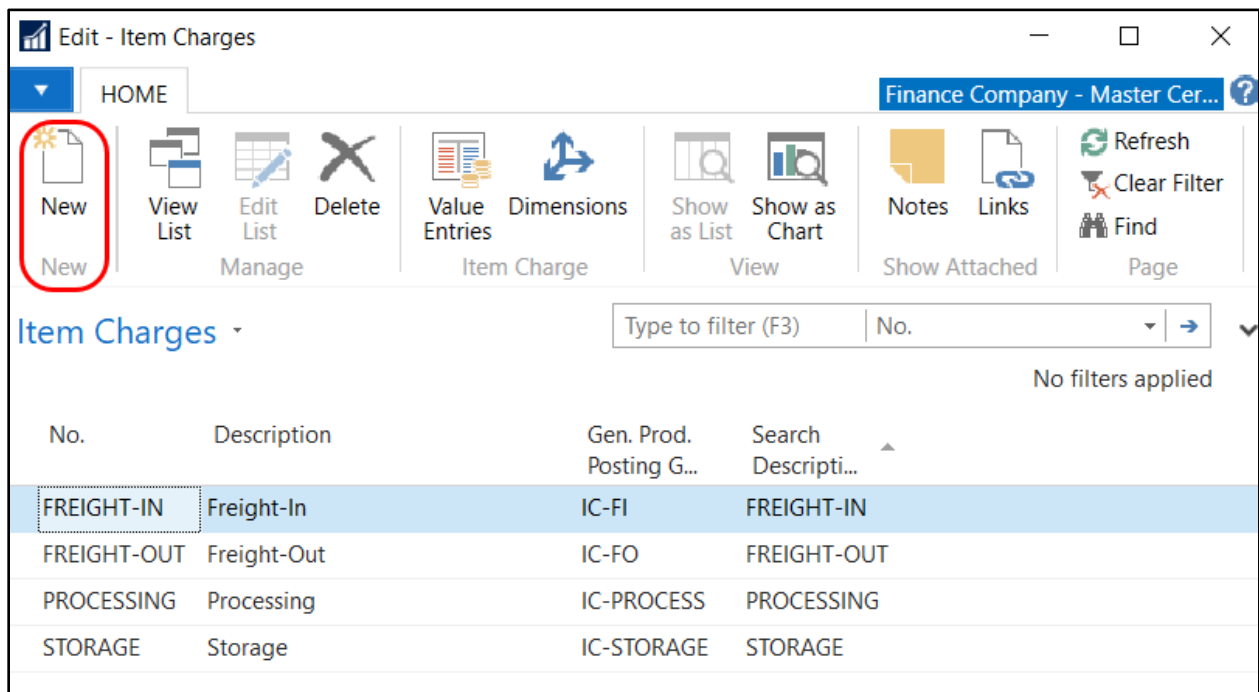 Edit - Item Charges
HOME
Finance Company - Master Cer...
?
New
View List
Edit List
Delete
Value Entries
Dimensions
Show as List
Show as Chart
Notes
Links
Refresh
Clear Filter
Find
New
Manage
Item Charge
View
Show Attached
Page
Item Charges
Type to filter (F3)
No.
No filters applied
No. Description Gen. Prod. Posting G... Search Descripti...
FREIGHT-IN Freight-In IC-FI FREIGHT-IN
FREIGHT-OUT Freight-Out IC-FO FREIGHT-OUT
PROCESSING Processing IC-PROCESS PROCESSING
STORAGE Storage IC-STORAGE STORAGE